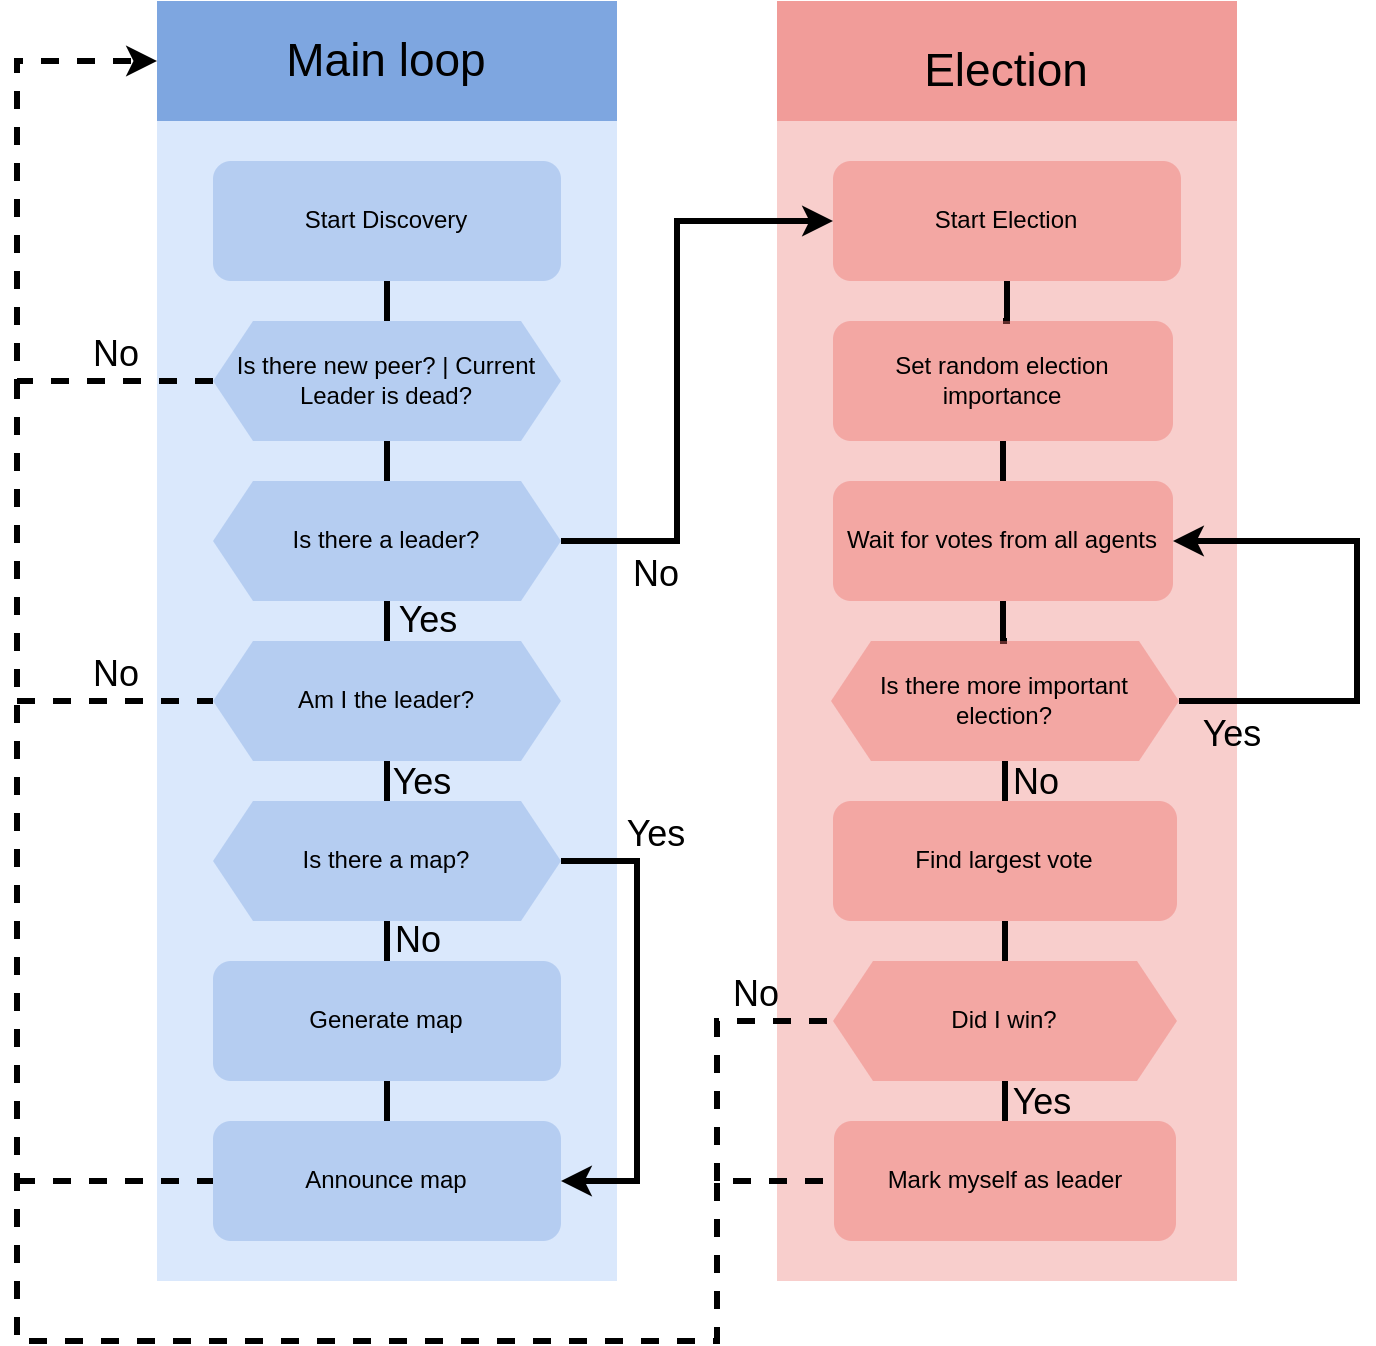 Main loop
Start Discovery
No
Is there new peer? | Current
Leader is dead?
Is there a leader?
No
Yes
No
Am I the leader?
Yes
Yes
Is there a map?
No
Generate map
Announce map
Election
Start Election
Set random election
importance
Wait for votes from all agents
Is there more important
election?
Yes
No
Find largest vote
No
Did I win?
Yes
Mark myself as leader